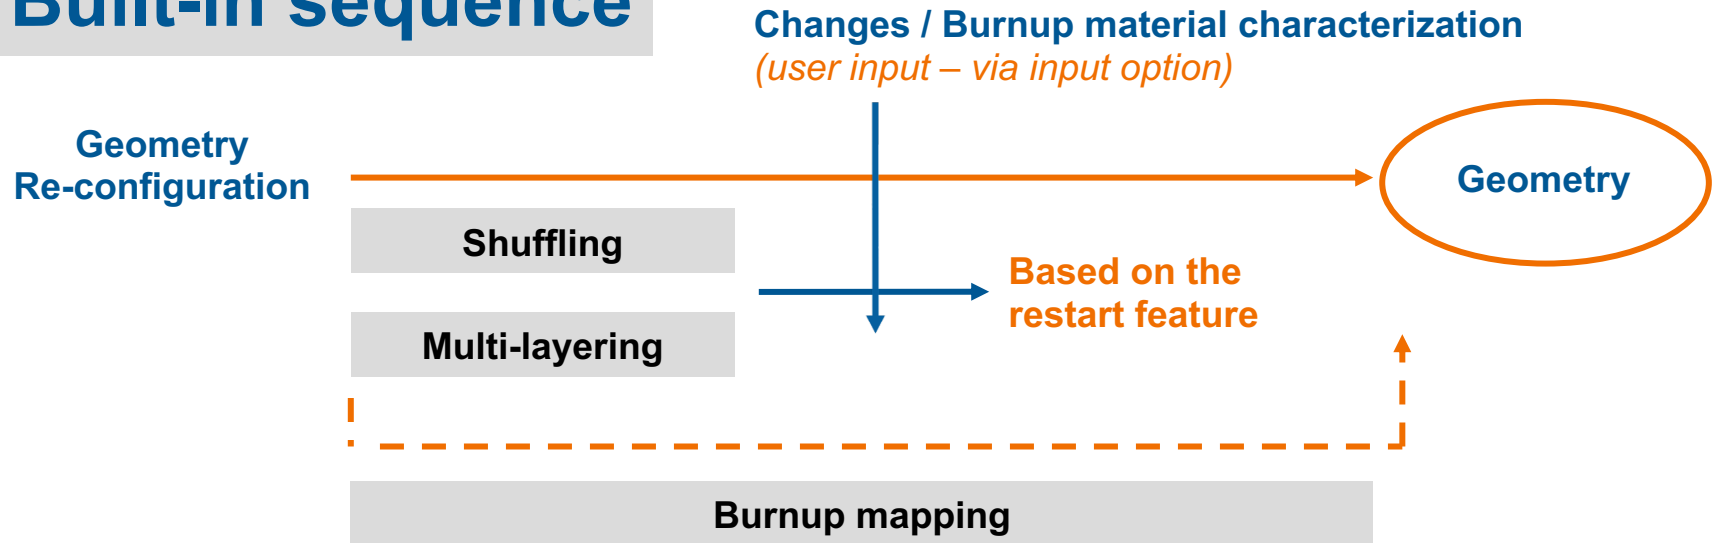 Built-in sequence
Changes / Burnup material characterization
(user input – via input option)
Geometry
Re-configuration
Geometry
Shuffling
Based on the
restart feature
Multi-layering
Burnup mapping